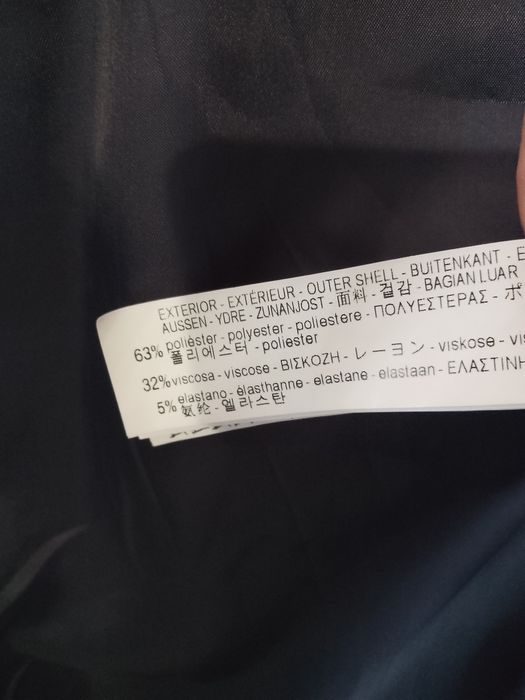 EXTERIOR - EXTÉRIEUR - OUTER SHELL - BUITENKANT - E
AUSSEN - YDRE - ZUNANJOST - 面料 - 겉감 - BAGIAN LUAR
63% poliéster - polyester - poliestere - ΠΟΛΥΕΣΤΕΡΑΣ - ポ
폴리에스터 - poliester
32% viscosa - viscose - ΒΙΣΚΟΖΗ - レーヨン - viskose - vis
5% elastano - élasthanne - elastane - elastaan - ΕΛΑΣΤΙΝΗ
氨纶 - 엘라스탄